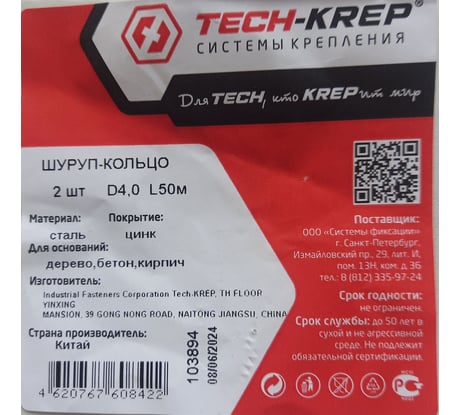 TECH-KREP®
СИСТЕМЫ КРЕПЛЕНИЯ
Для TECH, кто KREPит мир
ШУРУП-КОЛЬЦО
2 шт D4,0 L50м
Материал: Покрытие:
сталь цинк
Для оснований:
дерево,бетон,кирпич
Изготовитель:
Industrial Fasteners Corporation Tech-KREP, TH FLOOR
YINXING
MANSION, 39 GONG NONG ROAD, NAITONG JIANGSU, CHINA
Страна производитель:
Китай
4 620767 608422
103894
08/06/2024
Поставщик:
ООО «Системы фиксации»
г. Санкт-Петербург,
Измайловский пр., 29, лит. И,
пом. 13Н, ком. д.36
тел.: 8 (812) 335-97-24
Срок годности:
не ограничен.
Срок службы: до 50 лет в
сухой и не агрессивной
среде. Не подлежит
обязательной сертификации.